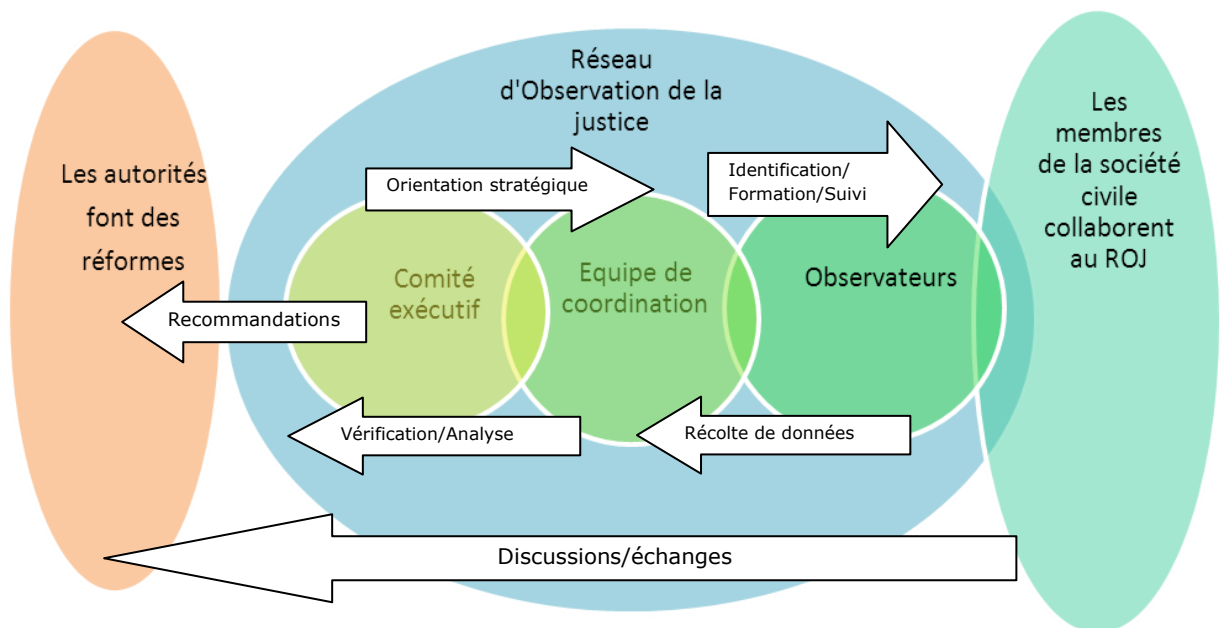 Réseau
d'Observation de la
justice
Les autorités
font des
réformes
Orientation stratégique
Identification/
Formation/Suivi
Les
membres
de la société
civile
collaborent
au ROJ
Comité
exécutif
Equipe de
coordination
Observateurs
Recommandations
Vérification/Analyse
Récolte de données
Discussions/échanges